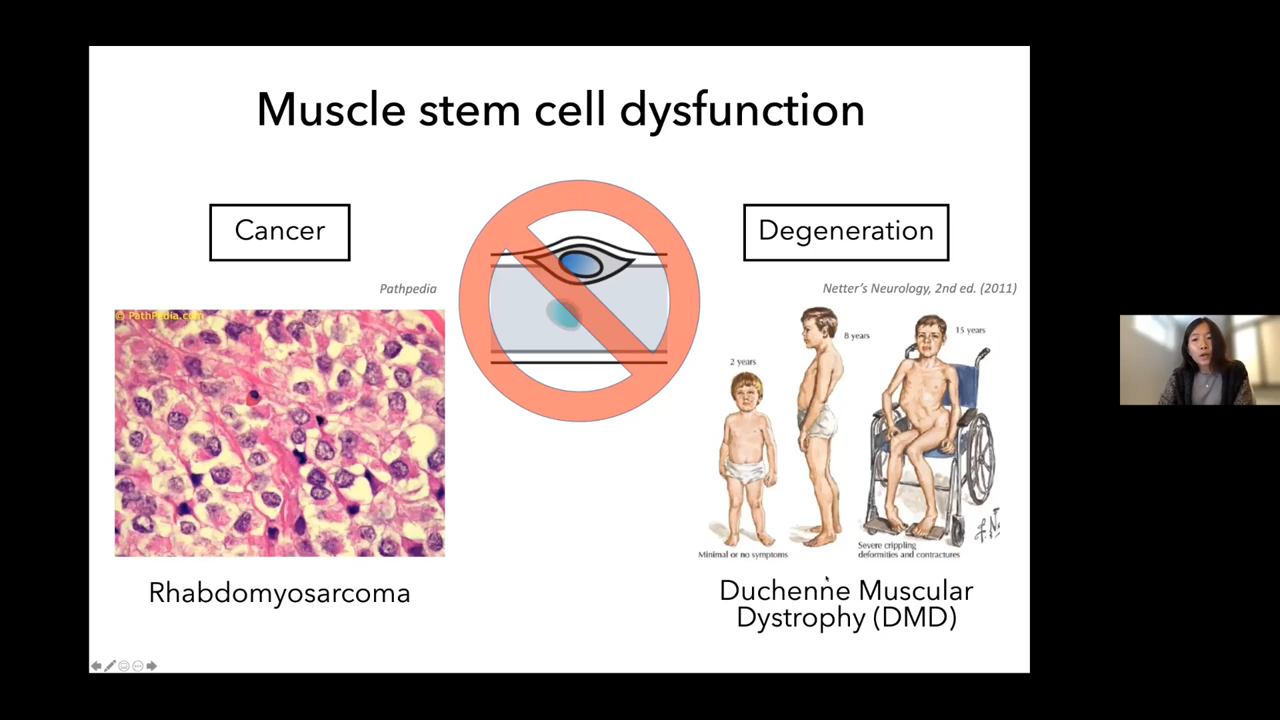 Muscle stem cell dysfunction
Cancer
Degeneration
Pathpedia
Netter's Neurology, 2nd ed. (2011)
© PathPedia.com
2 years
8 years
15 years
Minimal or no symptoms
Severe crippling
deformities and contractures
Rhabdomyosarcoma
Duchenne Muscular
Dystrophy (DMD)